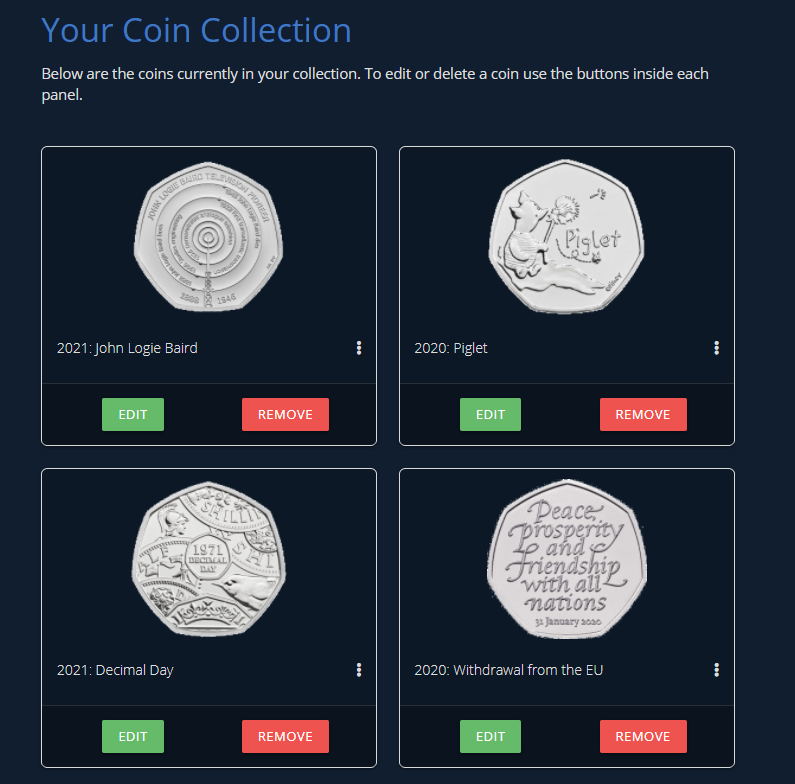 Your Coin Collection
Below are the coins currently in your collection. To edit or delete a coin use the buttons inside each
panel.
JOHN LOGIE BAIRD TELEVISION PIONEER
1888 1946
2021: John Logie Baird
EDIT REMOVE
Piglet
©Disney
2020: Piglet
EDIT REMOVE
SHILLI
1971
DECIMAL
DAY
2021: Decimal Day
EDIT REMOVE
Peace,
prosperity
and
friendship
with all
nations
31 January 2020
2020: Withdrawal from the EU
EDIT REMOVE